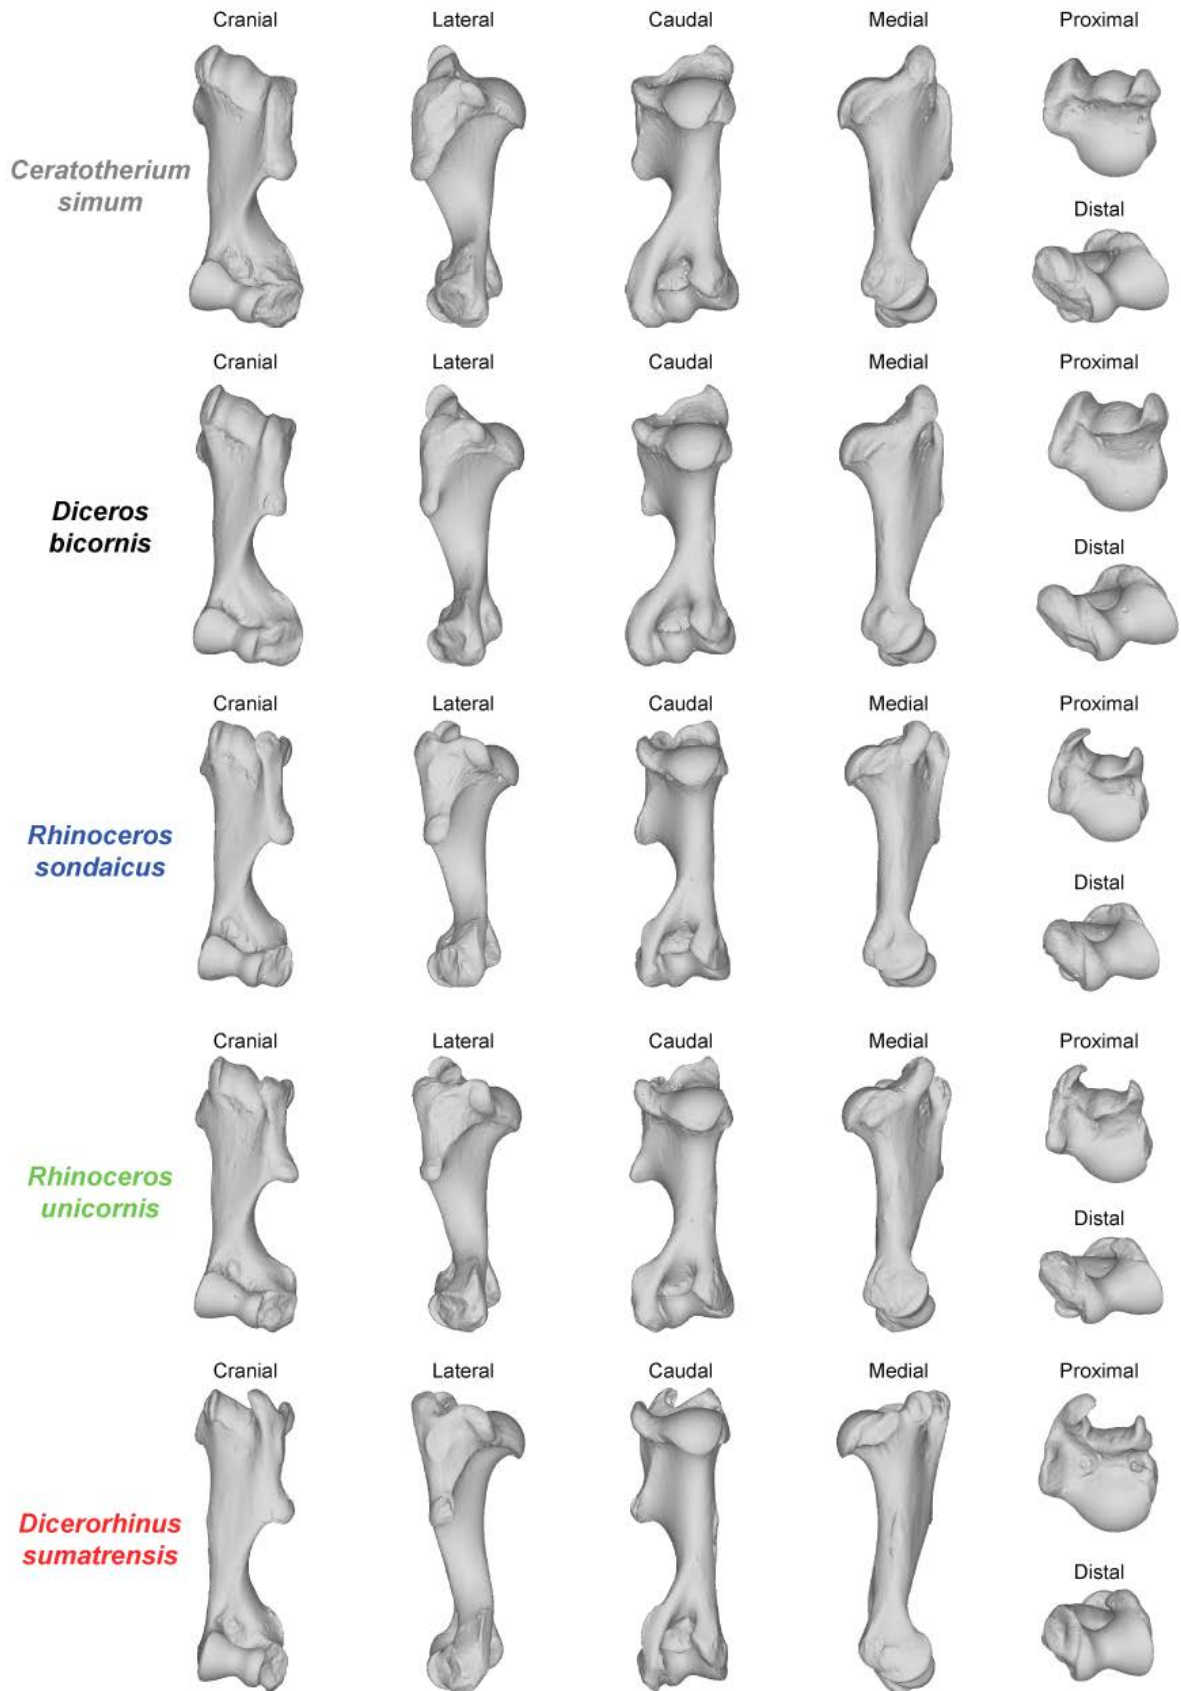 Cranial Lateral Caudal Medial Proximal
Ceratotherium
simum
Distal
Cranial Lateral Caudal Medial Proximal
Diceros
bicornis
Distal
Cranial Lateral Caudal Medial Proximal
Rhinoceros
sondaicus
Distal
Cranial Lateral Caudal Medial Proximal
Rhinoceros
unicornis
Distal
Cranial Lateral Caudal Medial Proximal
Dicerorhinus
sumatrensis
Distal